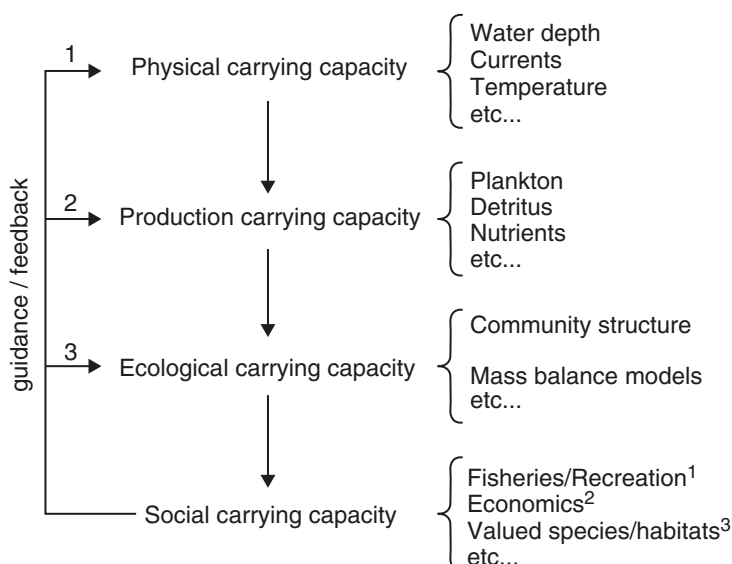 1
Physical carrying capacity
Water depth
Currents
Temperature
etc...
2
Production carrying capacity
Plankton
Detritus
Nutrients
etc...
guidance / feedback
3
Ecological carrying capacity
Community structure
Mass balance models
etc...
Social carrying capacity
Fisheries/Recreation¹
Economics²
Valued species/habitats³
etc...